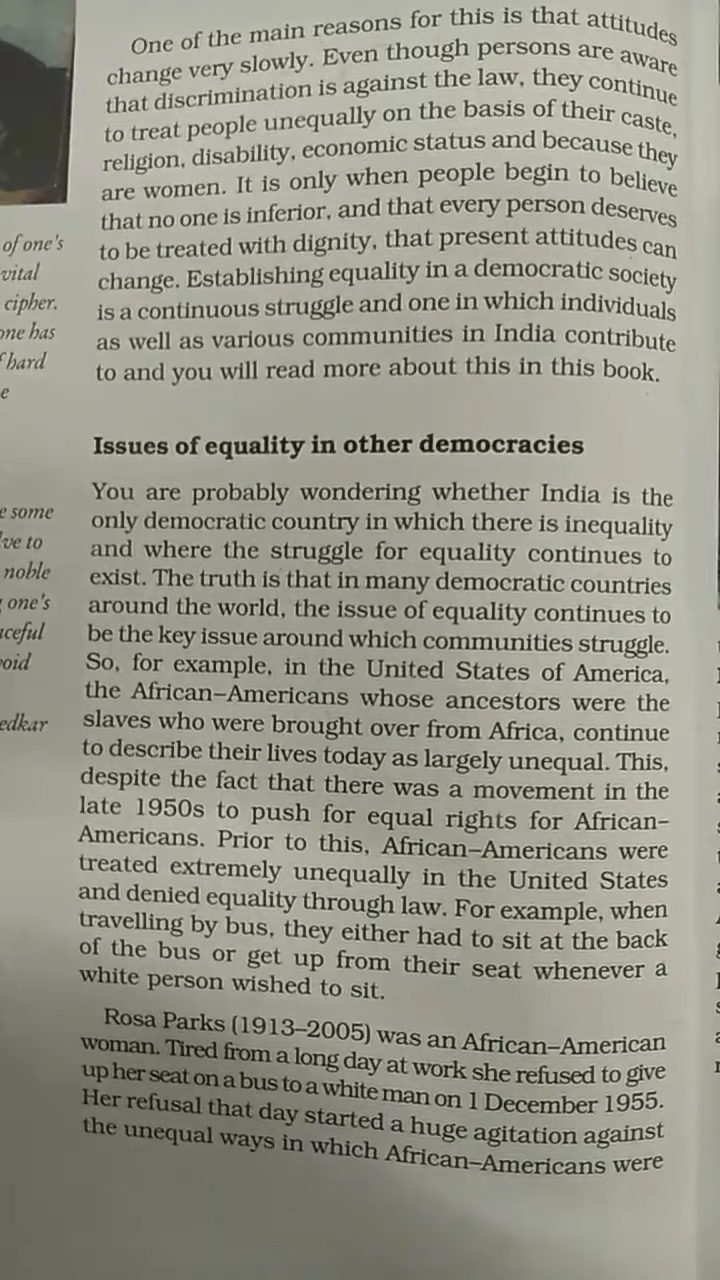 One of the main reasons for this is that attitudes
change very slowly. Even though persons are aware
that discrimination is against the law, they continue
to treat people unequally on the basis of their caste,
religion, disability, economic status and because they
are women. It is only when people begin to believe
that no one is inferior, and that every person deserves
to be treated with dignity, that present attitudes can
change. Establishing equality in a democratic society
is a continuous struggle and one in which individuals
as well as various communities in India contribute
to and you will read more about this in this book.
Issues of equality in other democracies
You are probably wondering whether India is the
only democratic country in which there is inequality
and where the struggle for equality continues to
exist. The truth is that in many democratic countries
around the world, the issue of equality continues to
be the key issue around which communities struggle.
So, for example, in the United States of America,
the African–Americans whose ancestors were the
slaves who were brought over from Africa, continue
to describe their lives today as largely unequal. This,
despite the fact that there was a movement in the
late 1950s to push for equal rights for African–
Americans. Prior to this, African–Americans were
treated extremely unequally in the United States
and denied equality through law. For example, when
travelling by bus, they either had to sit at the back
of the bus or get up from their seat whenever a
white person wished to sit.
Rosa Parks (1913–2005) was an African–American
woman. Tired from a long day at work she refused to give
up her seat on a bus to a white man on 1 December 1955.
Her refusal that day started a huge agitation against
the unequal ways in which African–Americans were
of one's
vital
cipher.
one has
hard
e some
ve to
noble
one's
edkar